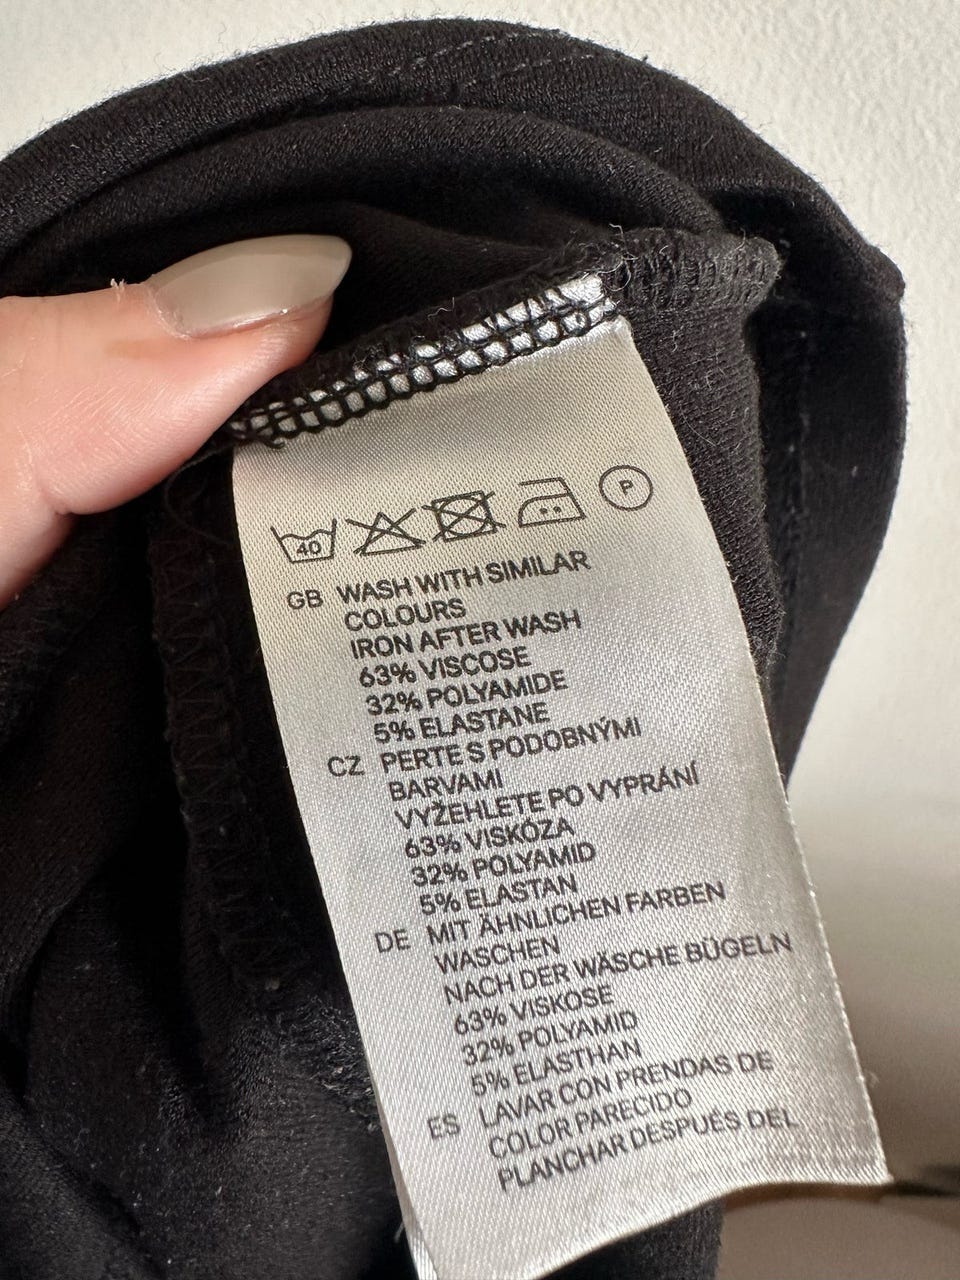 40 P
GB WASH WITH SIMILAR
COLOURS
IRON AFTER WASH
63% VISCOSE
32% POLYAMIDE
5% ELASTANE
CZ PERTE S PODOBNÝMI
BARVAMI
VYŽEHLETE PO VYPRÁNÍ
63% VISKÓZA
32% POLYAMID
5% ELASTAN
DE MIT ÄHNLICHEN FARBEN
WASCHEN
NACH DER WÄSCHE BÜGELN
63% VISKOSE
32% POLYAMID
5% ELASTHAN
ES LAVAR CON PRENDAS DE
COLOR PARECIDO
PLANCHAR DESPUÉS DEL